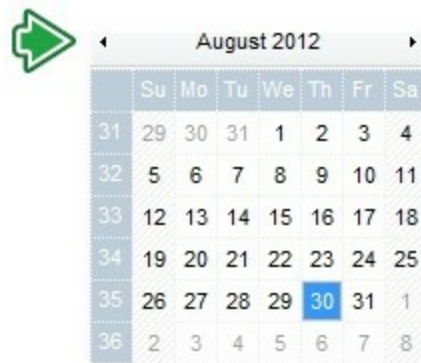 August 2012
Su Mo Tu We Th Fr Sa
31 29 30 31 1 2 3 4
32 5 6 7 8 9 10 11
33 12 13 14 15 16 17 18
34 19 20 21 22 23 24 25
35 26 27 28 29 30 31 1
36 2 3 4 5 6 7 8